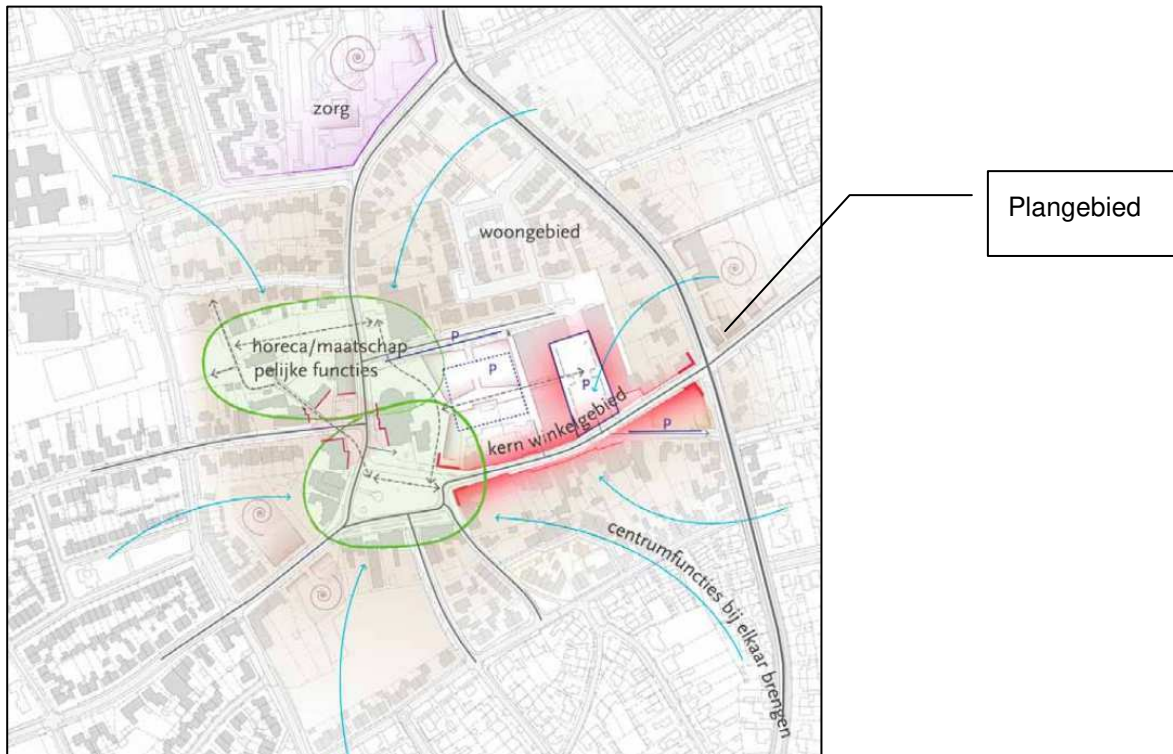 zorg
woongebied
Plangebied
horeca/maatschap
pelijke functies
P
P
P
kern winkelgebied
P
centrumfuncties bij elkaar brengen